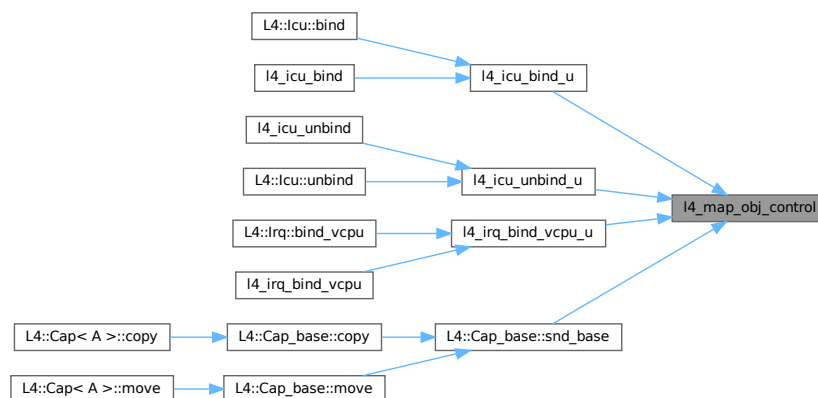 L4::Icu::bind
l4_icu_bind
l4_icu_bind_u
l4_icu_unbind
L4::Icu::unbind
l4_icu_unbind_u
l4_map_obj_control
L4::Irq::bind_vcpu
l4_irq_bind_vcpu_u
l4_irq_bind_vcpu
L4::Cap< A >::copy
L4::Cap_base::copy
L4::Cap_base::snd_base
L4::Cap< A >::move
L4::Cap_base::move